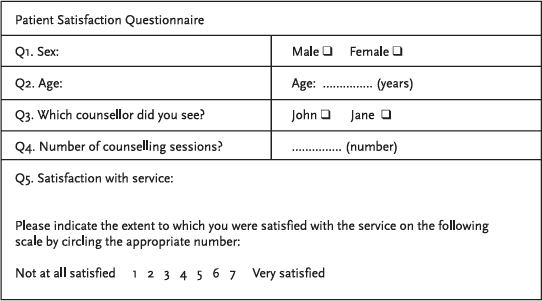 Patient Satisfaction Questionnaire
Q1. Sex: Male ❏ Female ❏
Q2. Age: Age: ............... (years)
Q3. Which counsellor did you see? John ❏ Jane ❏
Q4. Number of counselling sessions? ............... (number)
Q5. Satisfaction with service:
Please indicate the extent to which you were satisfied with the service on the following
scale by circling the appropriate number:
Not at all satisfied 1 2 3 4 5 6 7 Very satisfied